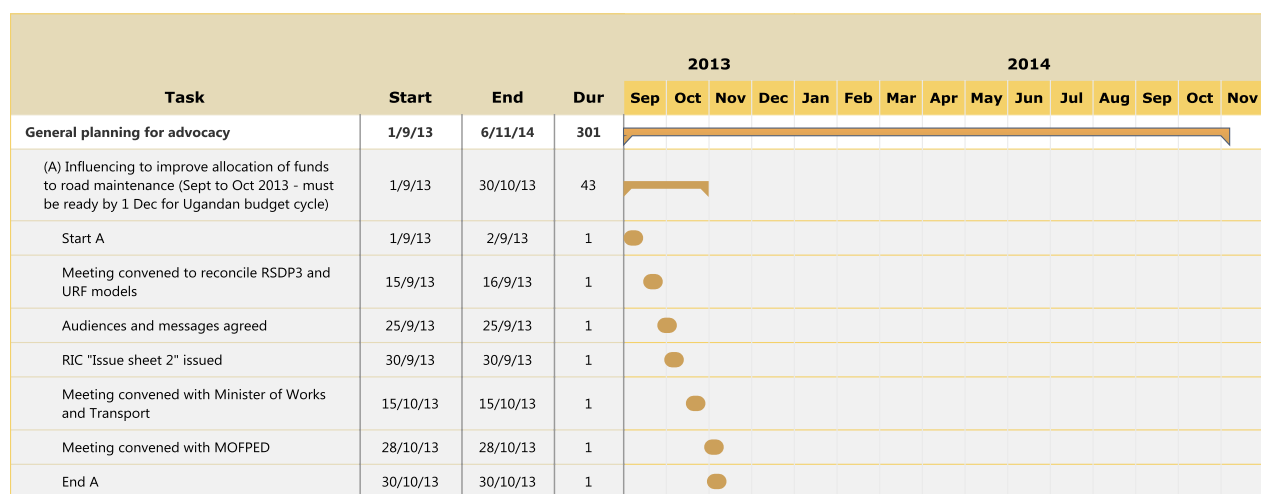 2013 2014
Task Start End Dur Sep Oct Nov Dec Jan Feb Mar Apr May Jun Jul Aug Sep Oct Nov
General planning for advocacy 1/9/13 6/11/14 301
(A) Influencing to improve allocation of funds
to road maintenance (Sept to Oct 2013 - must 1/9/13 30/10/13 43
be ready by 1 Dec for Ugandan budget cycle)
Start A 1/9/13 2/9/13 1
Meeting convened to reconcile RSDP3 and
URF models 15/9/13 16/9/13 1
Audiences and messages agreed 25/9/13 25/9/13 1
RIC "Issue sheet 2" issued 30/9/13 30/9/13 1
Meeting convened with Minister of Works
and Transport 15/10/13 15/10/13 1
Meeting convened with MOFPED 28/10/13 28/10/13 1
End A 30/10/13 30/10/13 1